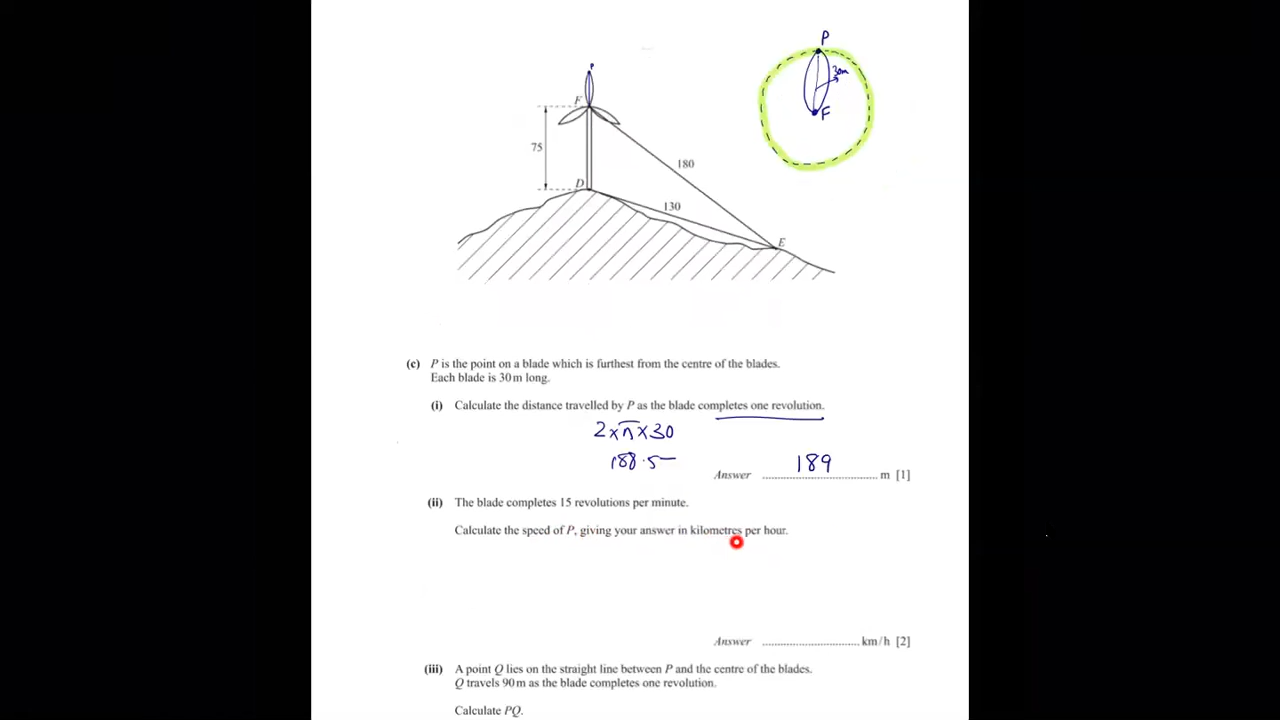 P
30m
F
P
F
75
180
D
130
E
(c) P is the point on a blade which is furthest from the centre of the blades.
Each blade is 30 m long.
(i) Calculate the distance travelled by P as the blade completes one revolution.
2×π×30
188.5
189
Answer .............................. m [1]
(ii) The blade completes 15 revolutions per minute.
Calculate the speed of P, giving your answer in kilometres per hour.
Answer .............................. km/h [2]
(iii) A point Q lies on the straight line between P and the centre of the blades.
Q travels 90 m as the blade completes one revolution.
Calculate PQ.